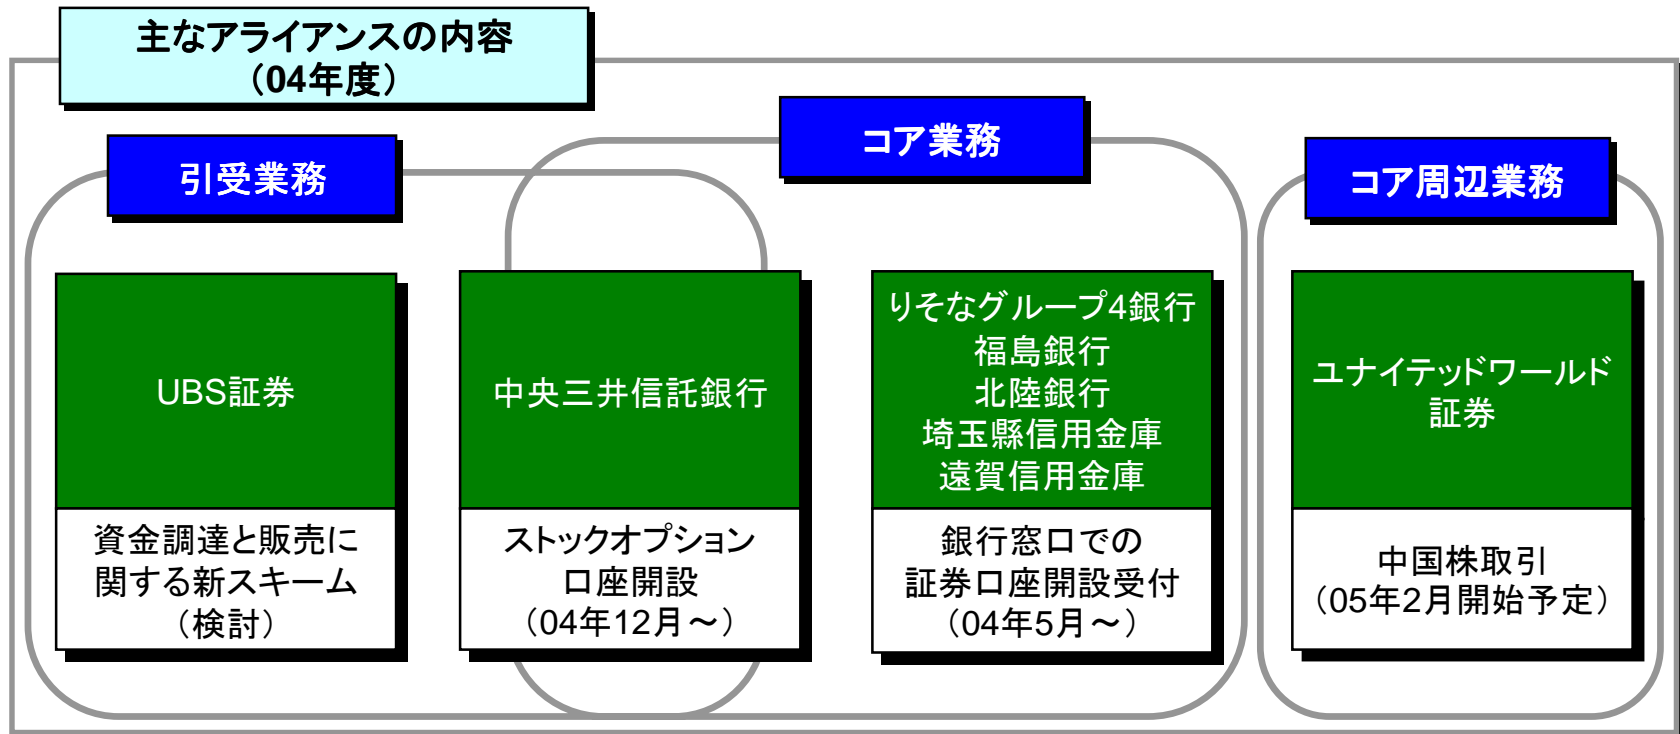 主なアライアンスの内容
（04年度）
引受業務
コア業務
コア周辺業務
UBS証券
資金調達と販売に
関する新スキーム
（検討）
中央三井信託銀行
ストックオプション
口座開設
（04年12月～）
りそなグループ4銀行
福島銀行
北陸銀行
埼玉縣信用金庫
遠賀信用金庫
銀行窓口での
証券口座開設受付
（04年5月～）
ユナイテッドワールド
証券
中国株取引
（05年2月開始予定）